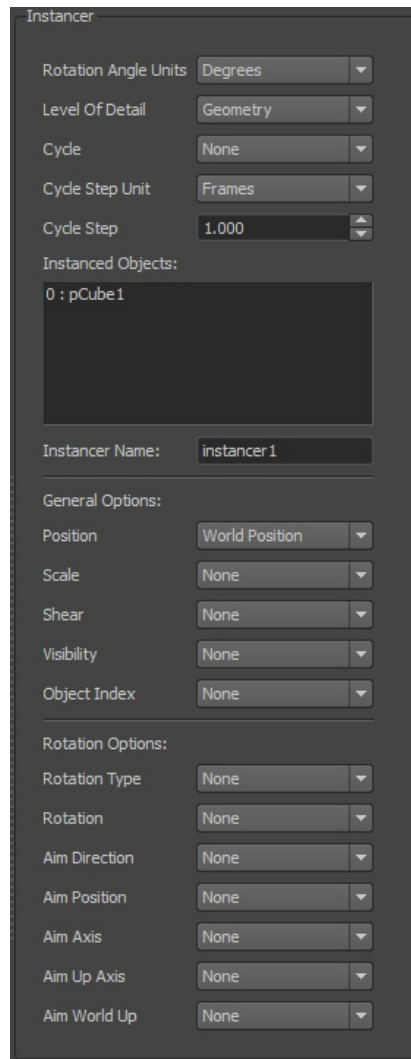 Instancer
Rotation Angle Units Degrees
Level Of Detail Geometry
Cycle None
Cycle Step Unit Frames
Cycle Step 1.000
Instanced Objects:
0 : pCube1
Instancer Name: instancer1
General Options:
Position World Position
Scale None
Shear None
Visibility None
Object Index None
Rotation Options:
Rotation Type None
Rotation None
Aim Direction None
Aim Position None
Aim Axis None
Aim Up Axis None
Aim World Up None